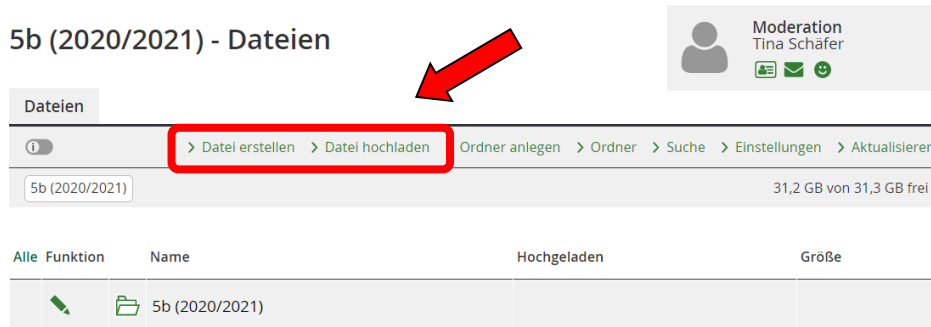 5b (2020/2021) - Dateien
Moderation
Tina Schäfer
Dateien
> Datei erstellen > Datei hochladen Ordner anlegen > Ordner > Suche > Einstellungen > Aktualisieren
5b (2020/2021)
31,2 GB von 31,3 GB frei
Alle Funktion Name Hochgeladen Größe
5b (2020/2021)